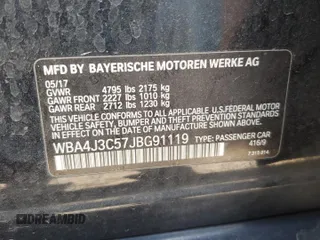 MFD BY BAYERISCHE MOTOREN WERKE AG
05/17
GVWR 4795 lbs 2175 kg
GAWR FRONT 2227 lbs 1010 kg
GAWR REAR 2712 lbs 1230 kg
THIS VEHICLE CONFORMS TO ALL APPLICABLE
U.S.FEDERAL MOTOR VEHICLE SAFETY, BUMPER,
AND THEFT PREVENTION STANDARDS IN EFFECT
ON THE DATE OF MANUFACTURE SHOWN ABOVE.
WBA4J3C57JBG91119 TYPE: PASSENGER CAR
416/9
DREAMBID